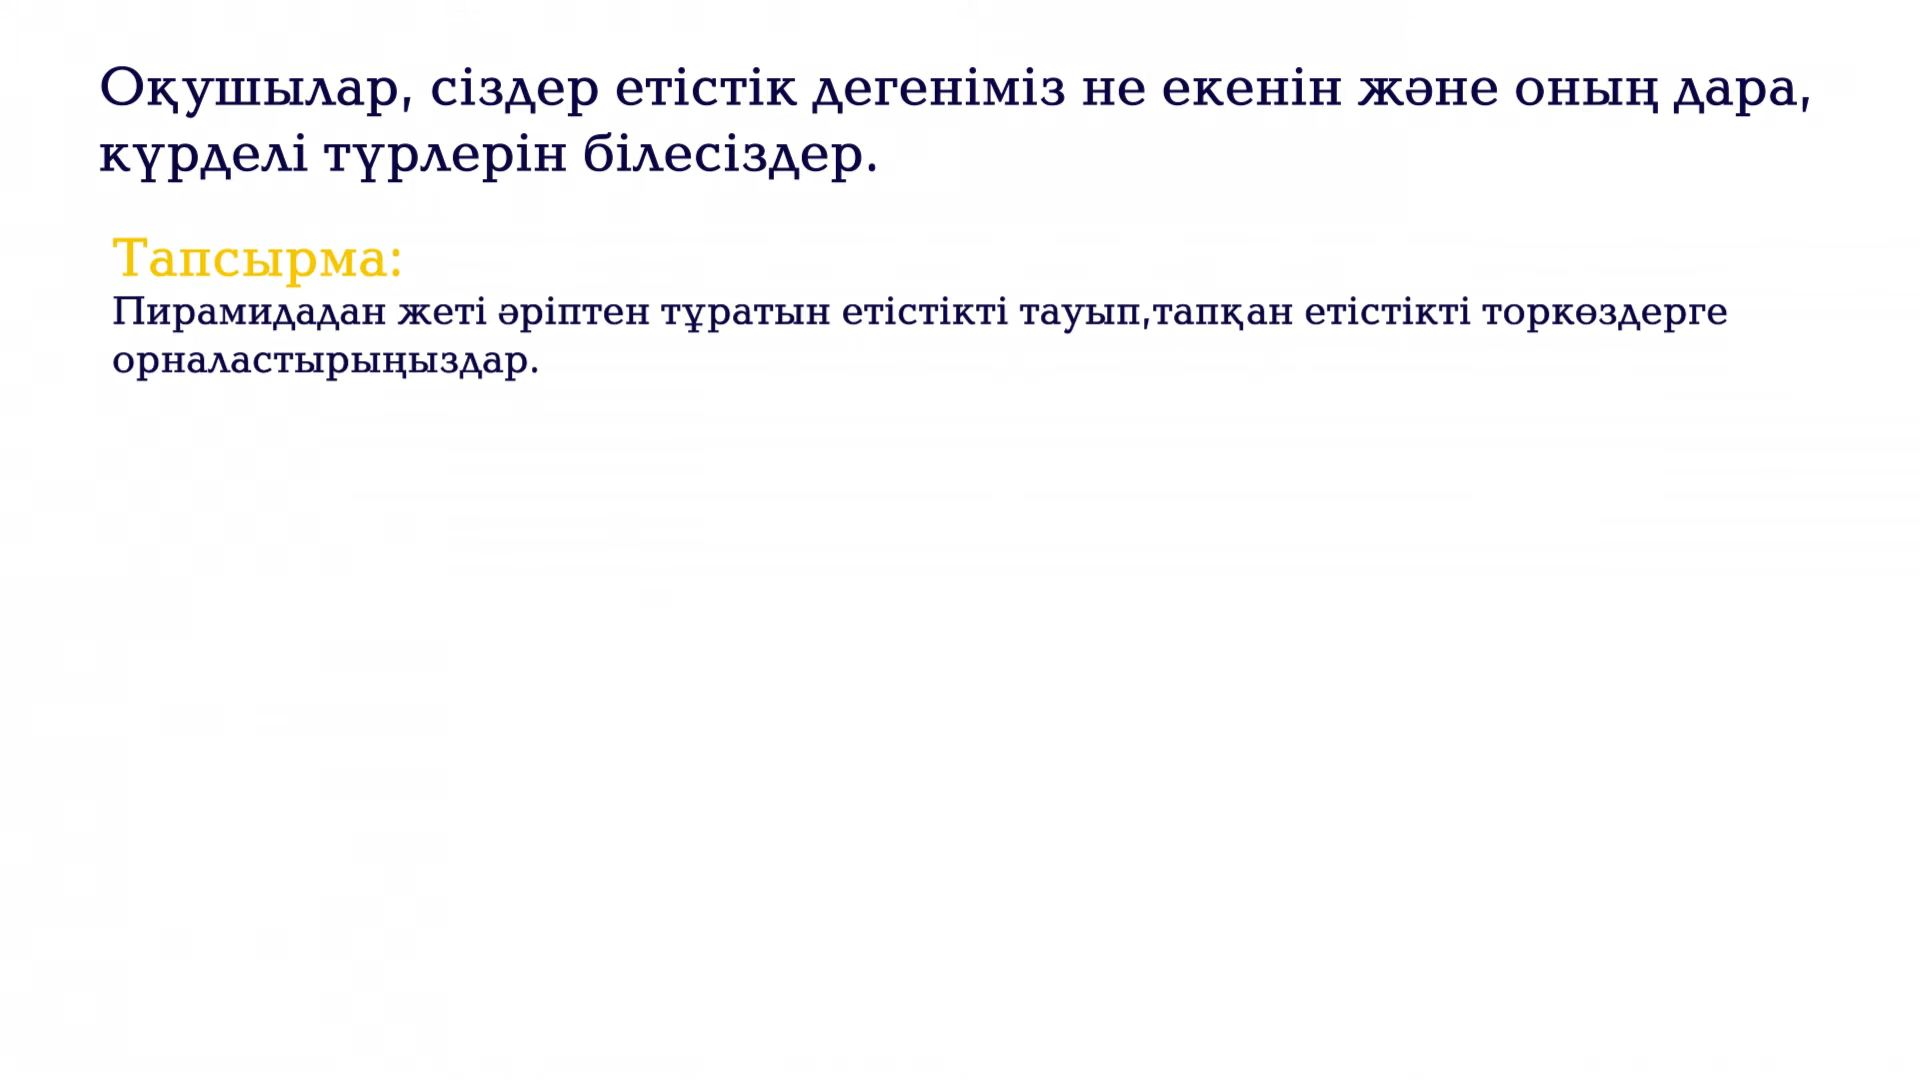 Оқушылар, сіздер етістік дегеніміз не екенін және оның дара,
күрделі түрлерін білесіздер.
Тапсырма:
Пирамидадан жеті әріптен тұратын етістікті тауып,тапқан етістікті торкөздерге
орналастырыңыздар.